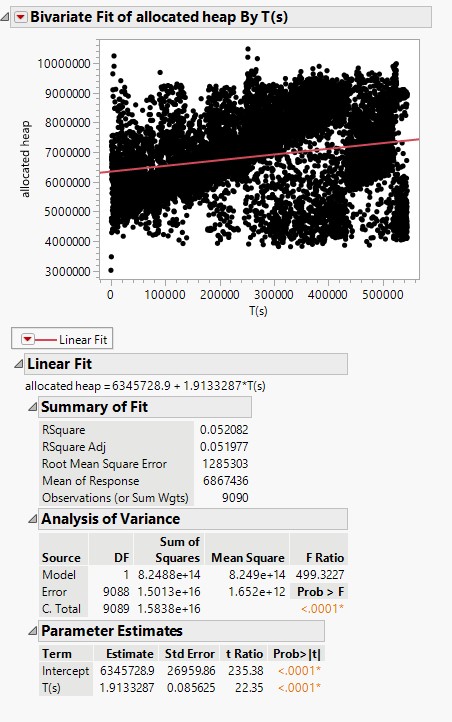 Bivariate Fit of allocated heap By T(s)
10000000
9000000
8000000
7000000
6000000
5000000
4000000
3000000
allocated heap
0 100000 200000 300000 400000 500000
T(s)
Linear Fit
Linear Fit
allocated heap = 6345728.9 + 1.9133287*T(s)
Summary of Fit
RSquare 0.052082
RSquare Adj 0.051977
Root Mean Square Error 1285303
Mean of Response 6867436
Observations (or Sum Wgts) 9090
Analysis of Variance
Sum of
Source DF Squares Mean Square F Ratio
Model 1 8.2488e+14 8.249e+14 499.3227
Error 9088 1.5013e+16 1.652e+12 Prob > F
C. Total 9089 1.5838e+16 <.0001*
Parameter Estimates
Term Estimate Std Error t Ratio Prob>|t|
Intercept 6345728.9 26959.86 235.38 <.0001*
T(s) 1.9133287 0.085625 22.35 <.0001*